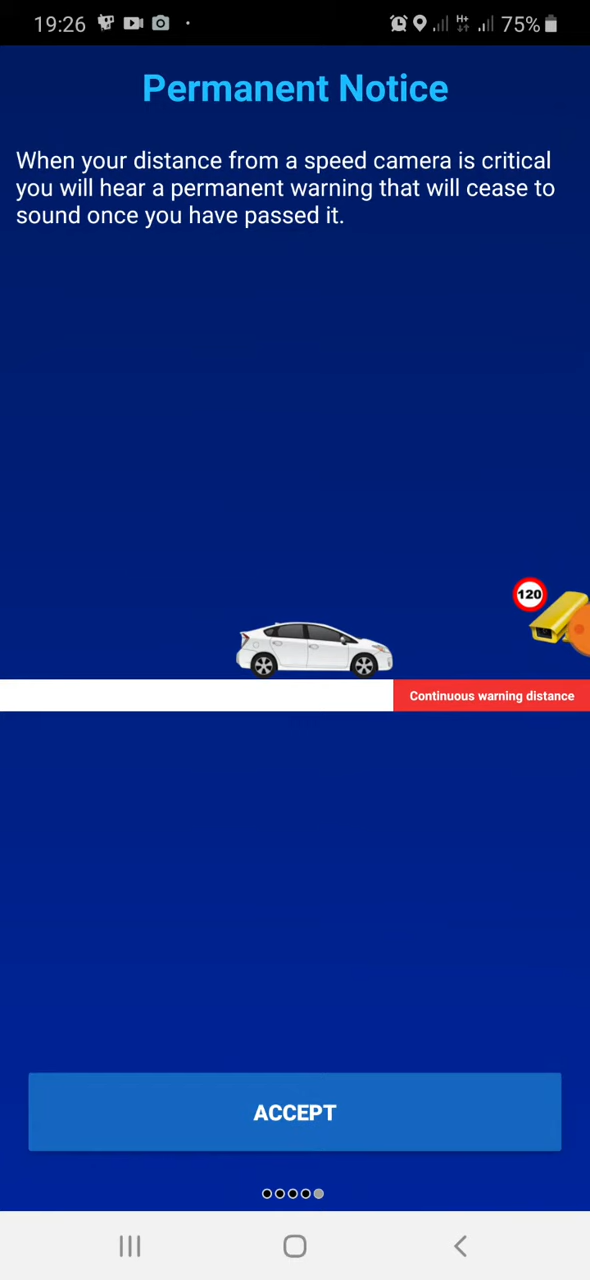 19:26
H+
75%
Permanent Notice
When your distance from a speed camera is critical
you will hear a permanent warning that will cease to
sound once you have passed it.
120
Continuous warning distance
ACCEPT